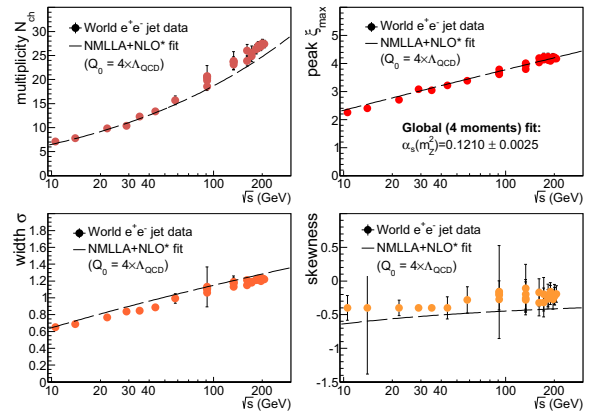 multiplicity N_ch
World e⁺e⁻ jet data
NMLLA+NLO* fit
(Q₀ = 4×Λ_QCD)
35
30
25
20
15
10
5
0
10 20 30 40 100 200
√s (GeV)
peak ξ_max
World e⁺e⁻ jet data
NMLLA+NLO* fit
(Q₀ = 4×Λ_QCD)
Global (4 moments) fit:
α_s(m²_Z)=0.1210 ± 0.0025
6
5
4
3
2
1
0
10 20 30 40 100 200
√s (GeV)
width σ
World e⁺e⁻ jet data
NMLLA+NLO* fit
(Q₀ = 4×Λ_QCD)
1.8
1.6
1.4
1.2
1
0.8
0.6
0.4
0.2
0
10 20 30 40 100 200
√s (GeV)
skewness
World e⁺e⁻ jet data
NMLLA+NLO* fit
(Q₀ = 4×Λ_QCD)
0.5
0
-0.5
-1
-1.5
10 20 30 40 100 200
√s (GeV)